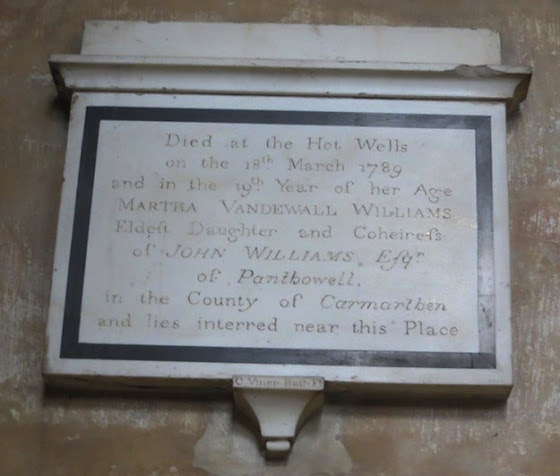 Died at the Hot Wells
on the 18th March 1789
and in the 19th Year of her Age
MARTHA VANDEWALL WILLIAMS
Eldeſt Daughter and Coheireſs
of JOHN WILLIAMS Eſqr
of Panthowell.
in the County of Carmarthen
and lies interred near this Place
Bath